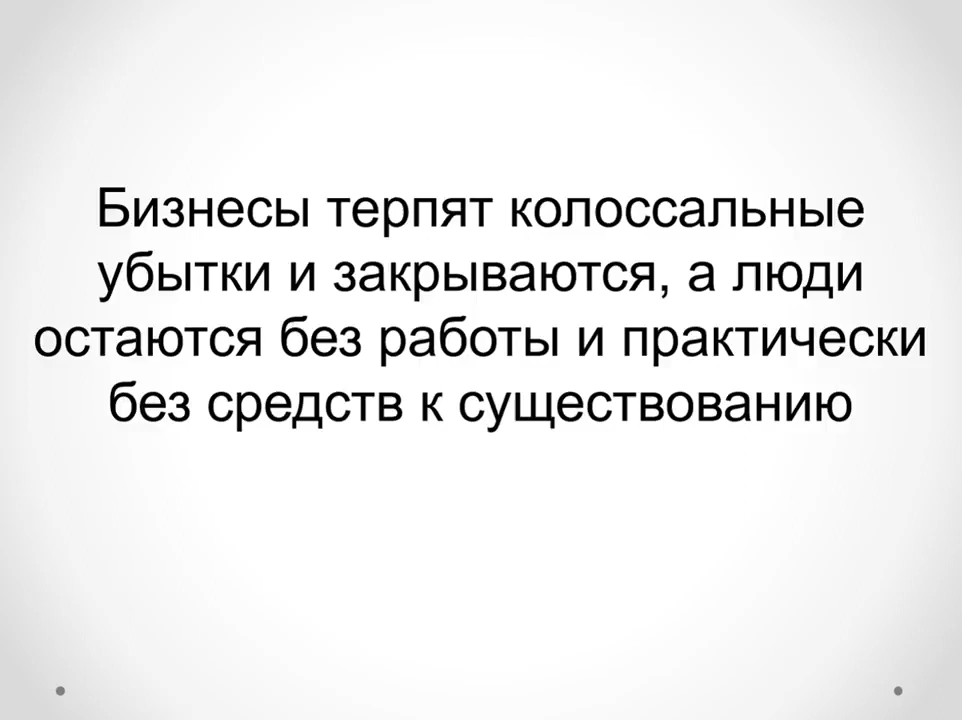 Бизнесы терпят колоссальные
убытки и закрываются, а люди
остаются без работы и практически
без средств к существованию